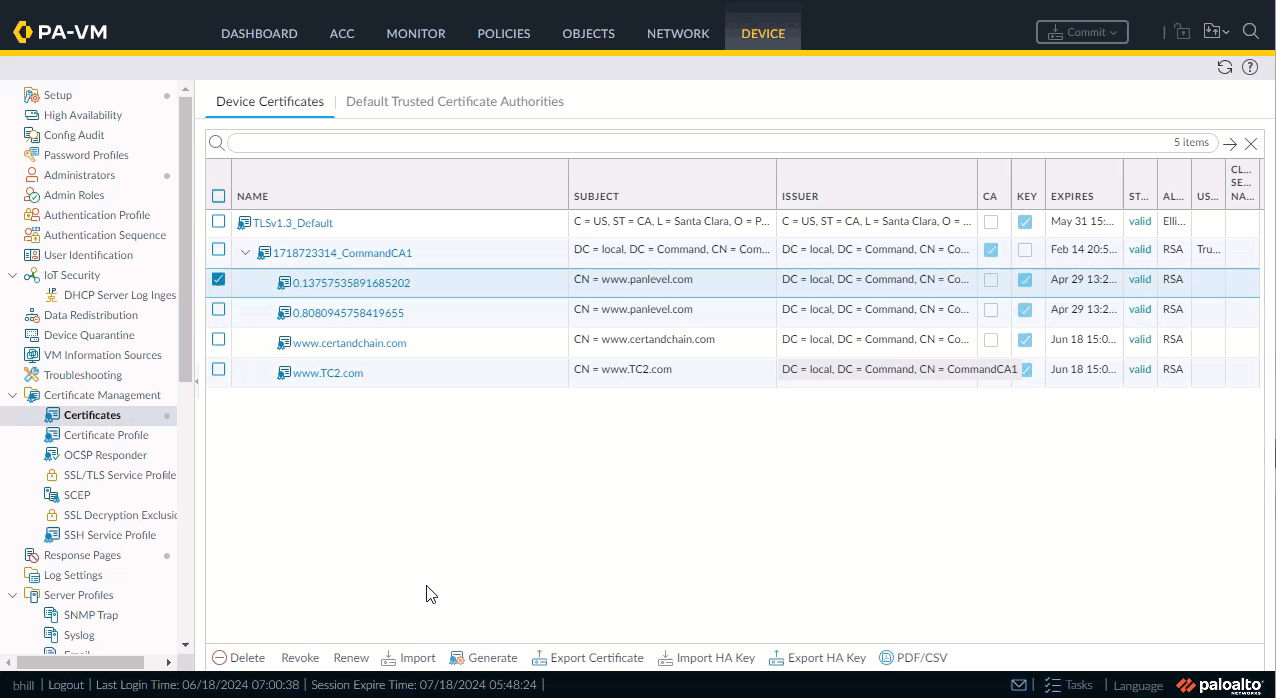 PA-VM
DASHBOARD ACC MONITOR POLICIES OBJECTS NETWORK DEVICE Commit
Setup
High Availability
Config Audit
Password Profiles
Administrators
Admin Roles
Authentication Profile
Authentication Sequence
User Identification
IoT Security
DHCP Server Log Inges
Data Redistribution
Device Quarantine
VM Information Sources
Troubleshooting
Certificate Management
Certificates
Certificate Profile
OCSP Responder
SSL/TLS Service Profile
SCEP
SSL Decryption Exclusio
SSH Service Profile
Response Pages
Log Settings
Server Profiles
SNMP Trap
Syslog
Device Certificates | Default Trusted Certificate Authorities
5 items
NAME SUBJECT ISSUER CA KEY EXPIRES ST... AL... US... CL... SE... NA...
TLSv1.3_Default C = US, ST = CA, L = Santa Clara, O = P... C = US, ST = CA, L = Santa Clara, O = ... May 31 15:... valid Elli...
1718723314_CommandCA1 DC = local, DC = Command, CN = Com... DC = local, DC = Command, CN = Co... Feb 14 20:5... valid RSA Tru...
0.13757535891685202 CN = www.panlevel.com DC = local, DC = Command, CN = Co... Apr 29 13:2... valid RSA
0.8080945758419655 CN = www.panlevel.com DC = local, DC = Command, CN = Co... Apr 29 13:2... valid RSA
www.certandchain.com CN = www.certandchain.com DC = local, DC = Command, CN = Co... Jun 18 15:0... valid RSA
www.TC2.com CN = www.TC2.com DC = local, DC = Command, CN = CommandCA1 Jun 18 15:0... valid RSA
Delete Revoke Renew Import Generate Export Certificate Import HA Key Export HA Key PDF/CSV
bhill | Logout | Last Login Time: 06/18/2024 07:00:38 | Session Expire Time: 07/18/2024 05:48:24 | Tasks | Language paloalto NETWORKS